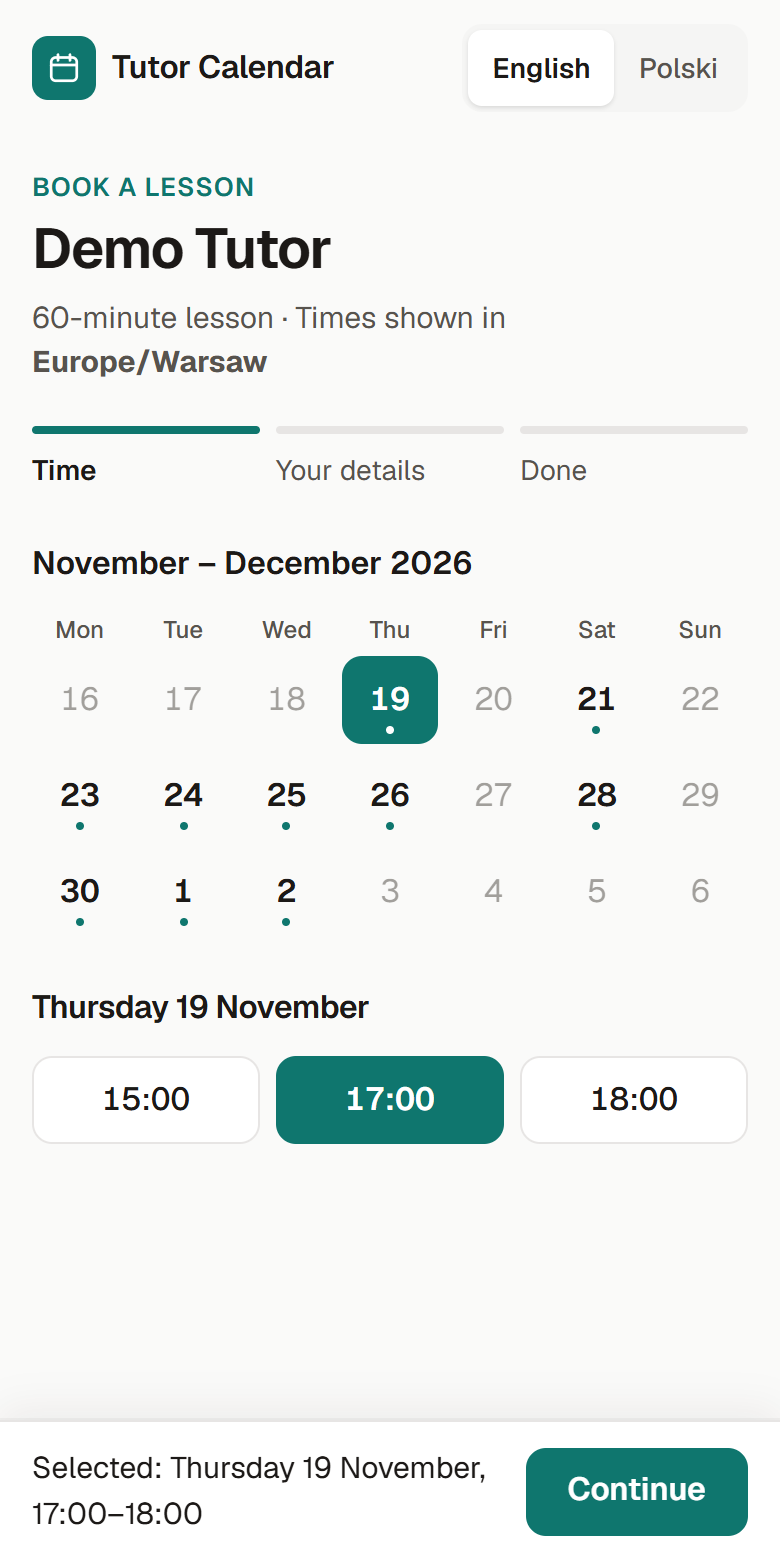 Tutor Calendar
English Polski
BOOK A LESSON
Demo Tutor
60-minute lesson · Times shown in
Europe/Warsaw
Time Your details Done
November – December 2026
Mon Tue Wed Thu Fri Sat Sun
16 17 18 19 20 21 22
23 24 25 26 27 28 29
30 1 2 3 4 5 6
Thursday 19 November
15:00 17:00 18:00
Selected: Thursday 19 November,
17:00–18:00
Continue